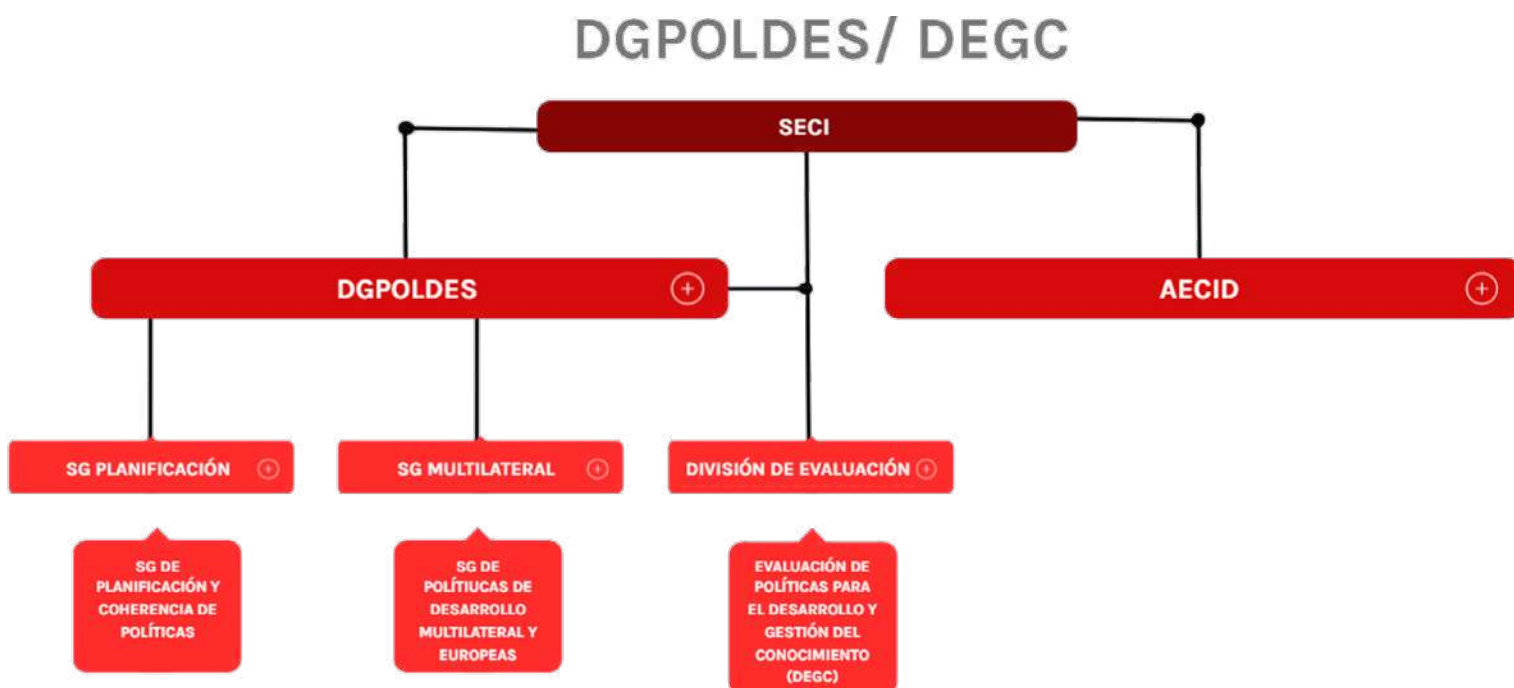 DGPOLDES/ DEGC
SECI
DGPOLDES
AECID
SG PLANIFICACIÓN
SG MULTILATERAL
DIVISIÓN DE EVALUACIÓN
SG DE
PLANIFICACIÓN Y
COHERENCIA DE
POLÍTICAS
SG DE
POLÍTIUCAS DE
DESARROLLO
MULTILATERAL Y
EUROPEAS
EVALUACIÓN DE
POLÍTICAS PARA
EL DESARROLLO Y
GESTIÓN DEL
CONOCIMIENTO
(DEGC)